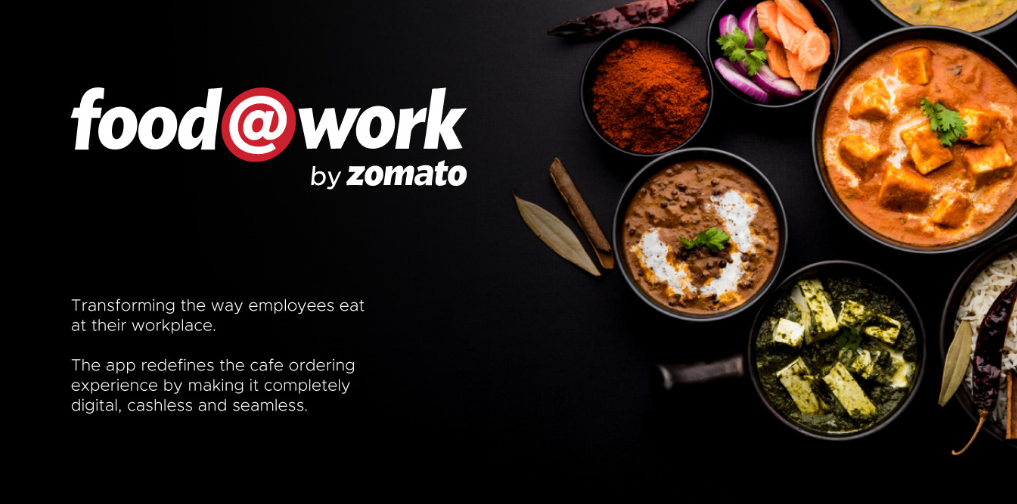 food@work
by zomato
Transforming the way employees eat
at their workplace.
The app redefines the cafe ordering
experience by making it completely
digital, cashless and seamless.